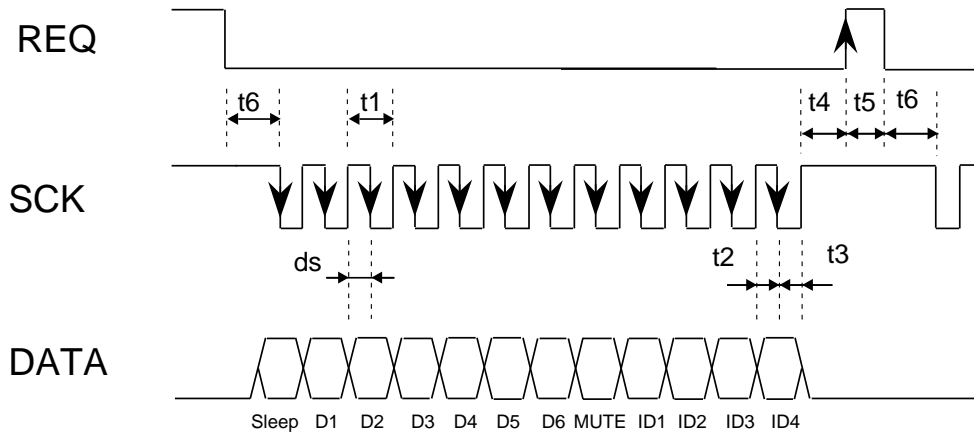 REQ
t6 t1 t4 t5 t6
SCK
ds t2 t3
DATA
Sleep D1 D2 D3 D4 D5 D6 MUTE ID1 ID2 ID3 ID4